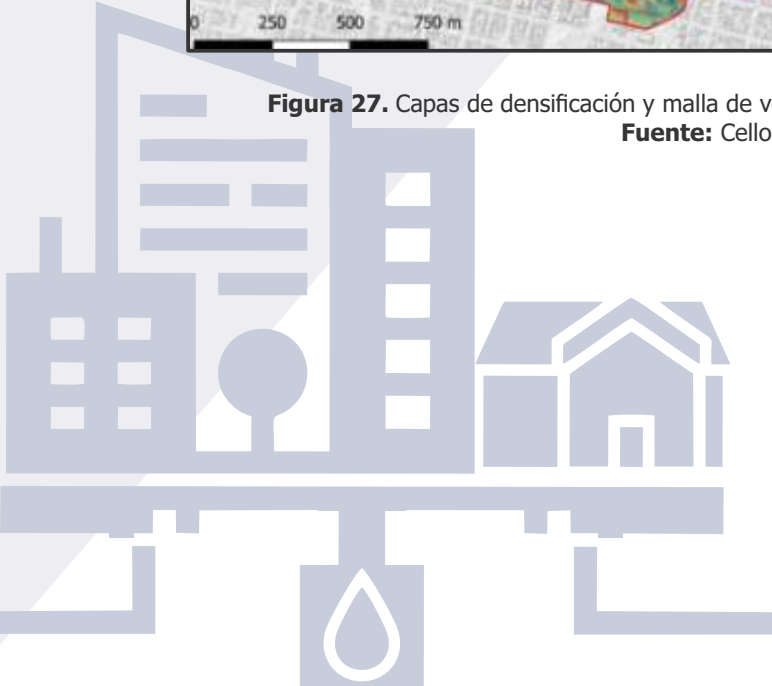 0 250 500 750 m
Figura 27. Capas de densificación y malla de
Fuente: Cello